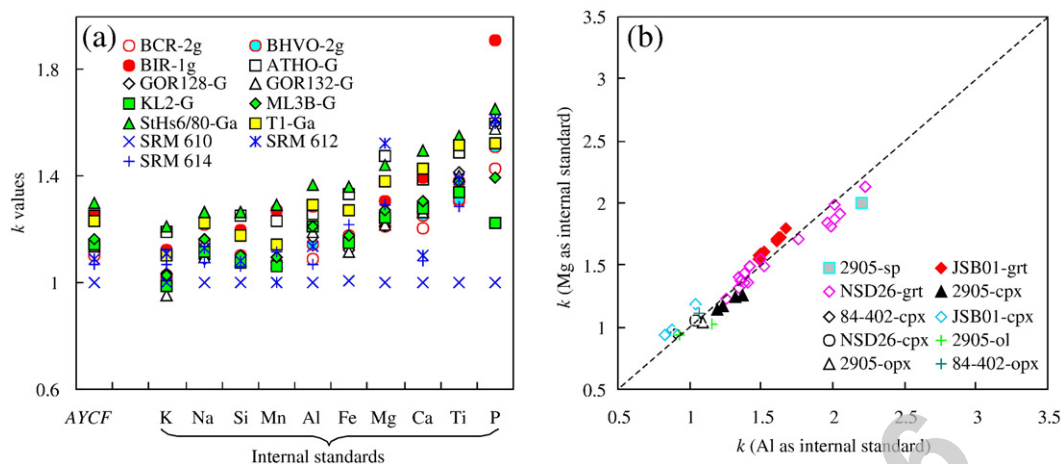 (a)
BCR-2g BHVO-2g
BIR-1g ATHO-G
GOR128-G GOR132-G
KL2-G ML3B-G
StHs6/80-Ga T1-Ga
SRM 610 SRM 612
SRM 614
k values
1.8
1.4
1
0.6
AYCF K Na Si Mn Al Fe Mg Ca Ti P
Internal standards
(b)
k (Mg as internal standard)
3.5
3
2.5
2
1.5
1
0.5
2905-sp JSB01-grt
NSD26-grt 2905-cpx
84-402-cpx JSB01-cpx
NSD26-cpx 2905-ol
2905-opx 84-402-opx
0.5 1 1.5 2 2.5 3 3.5
k (Al as internal standard)